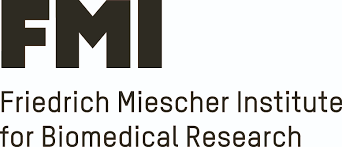 FMI
Friedrich Miescher Institute
for Biomedical Research